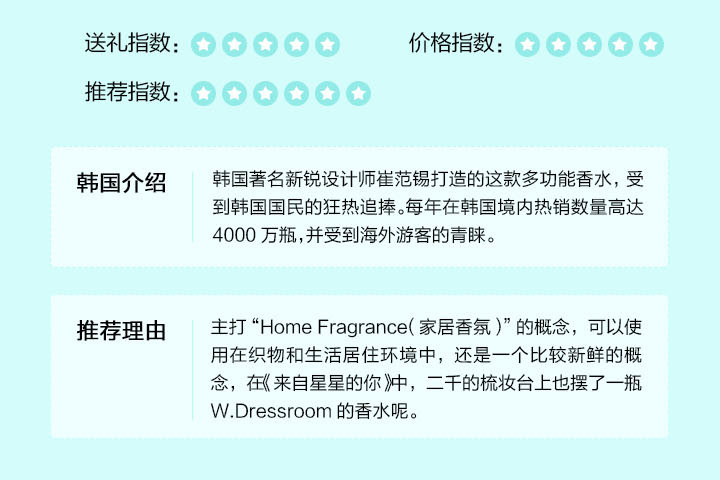 送礼指数： 价格指数：
推荐指数：
韩国介绍
韩国著名新锐设计师崔范锡打造的这款多功能香水，受
到韩国国民的狂热追捧。每年在韩国境内热销数量高达
4000 万瓶，并受到海外游客的青睐。
推荐理由
主打“Home Fragrance( 家居香氛 )”的概念，可以使
用在织物和生活居住环境中，还是一个比较新鲜的概
念，在《来自星星的你》中，二千的梳妆台上也摆了一瓶
W.Dressroom 的香水呢。